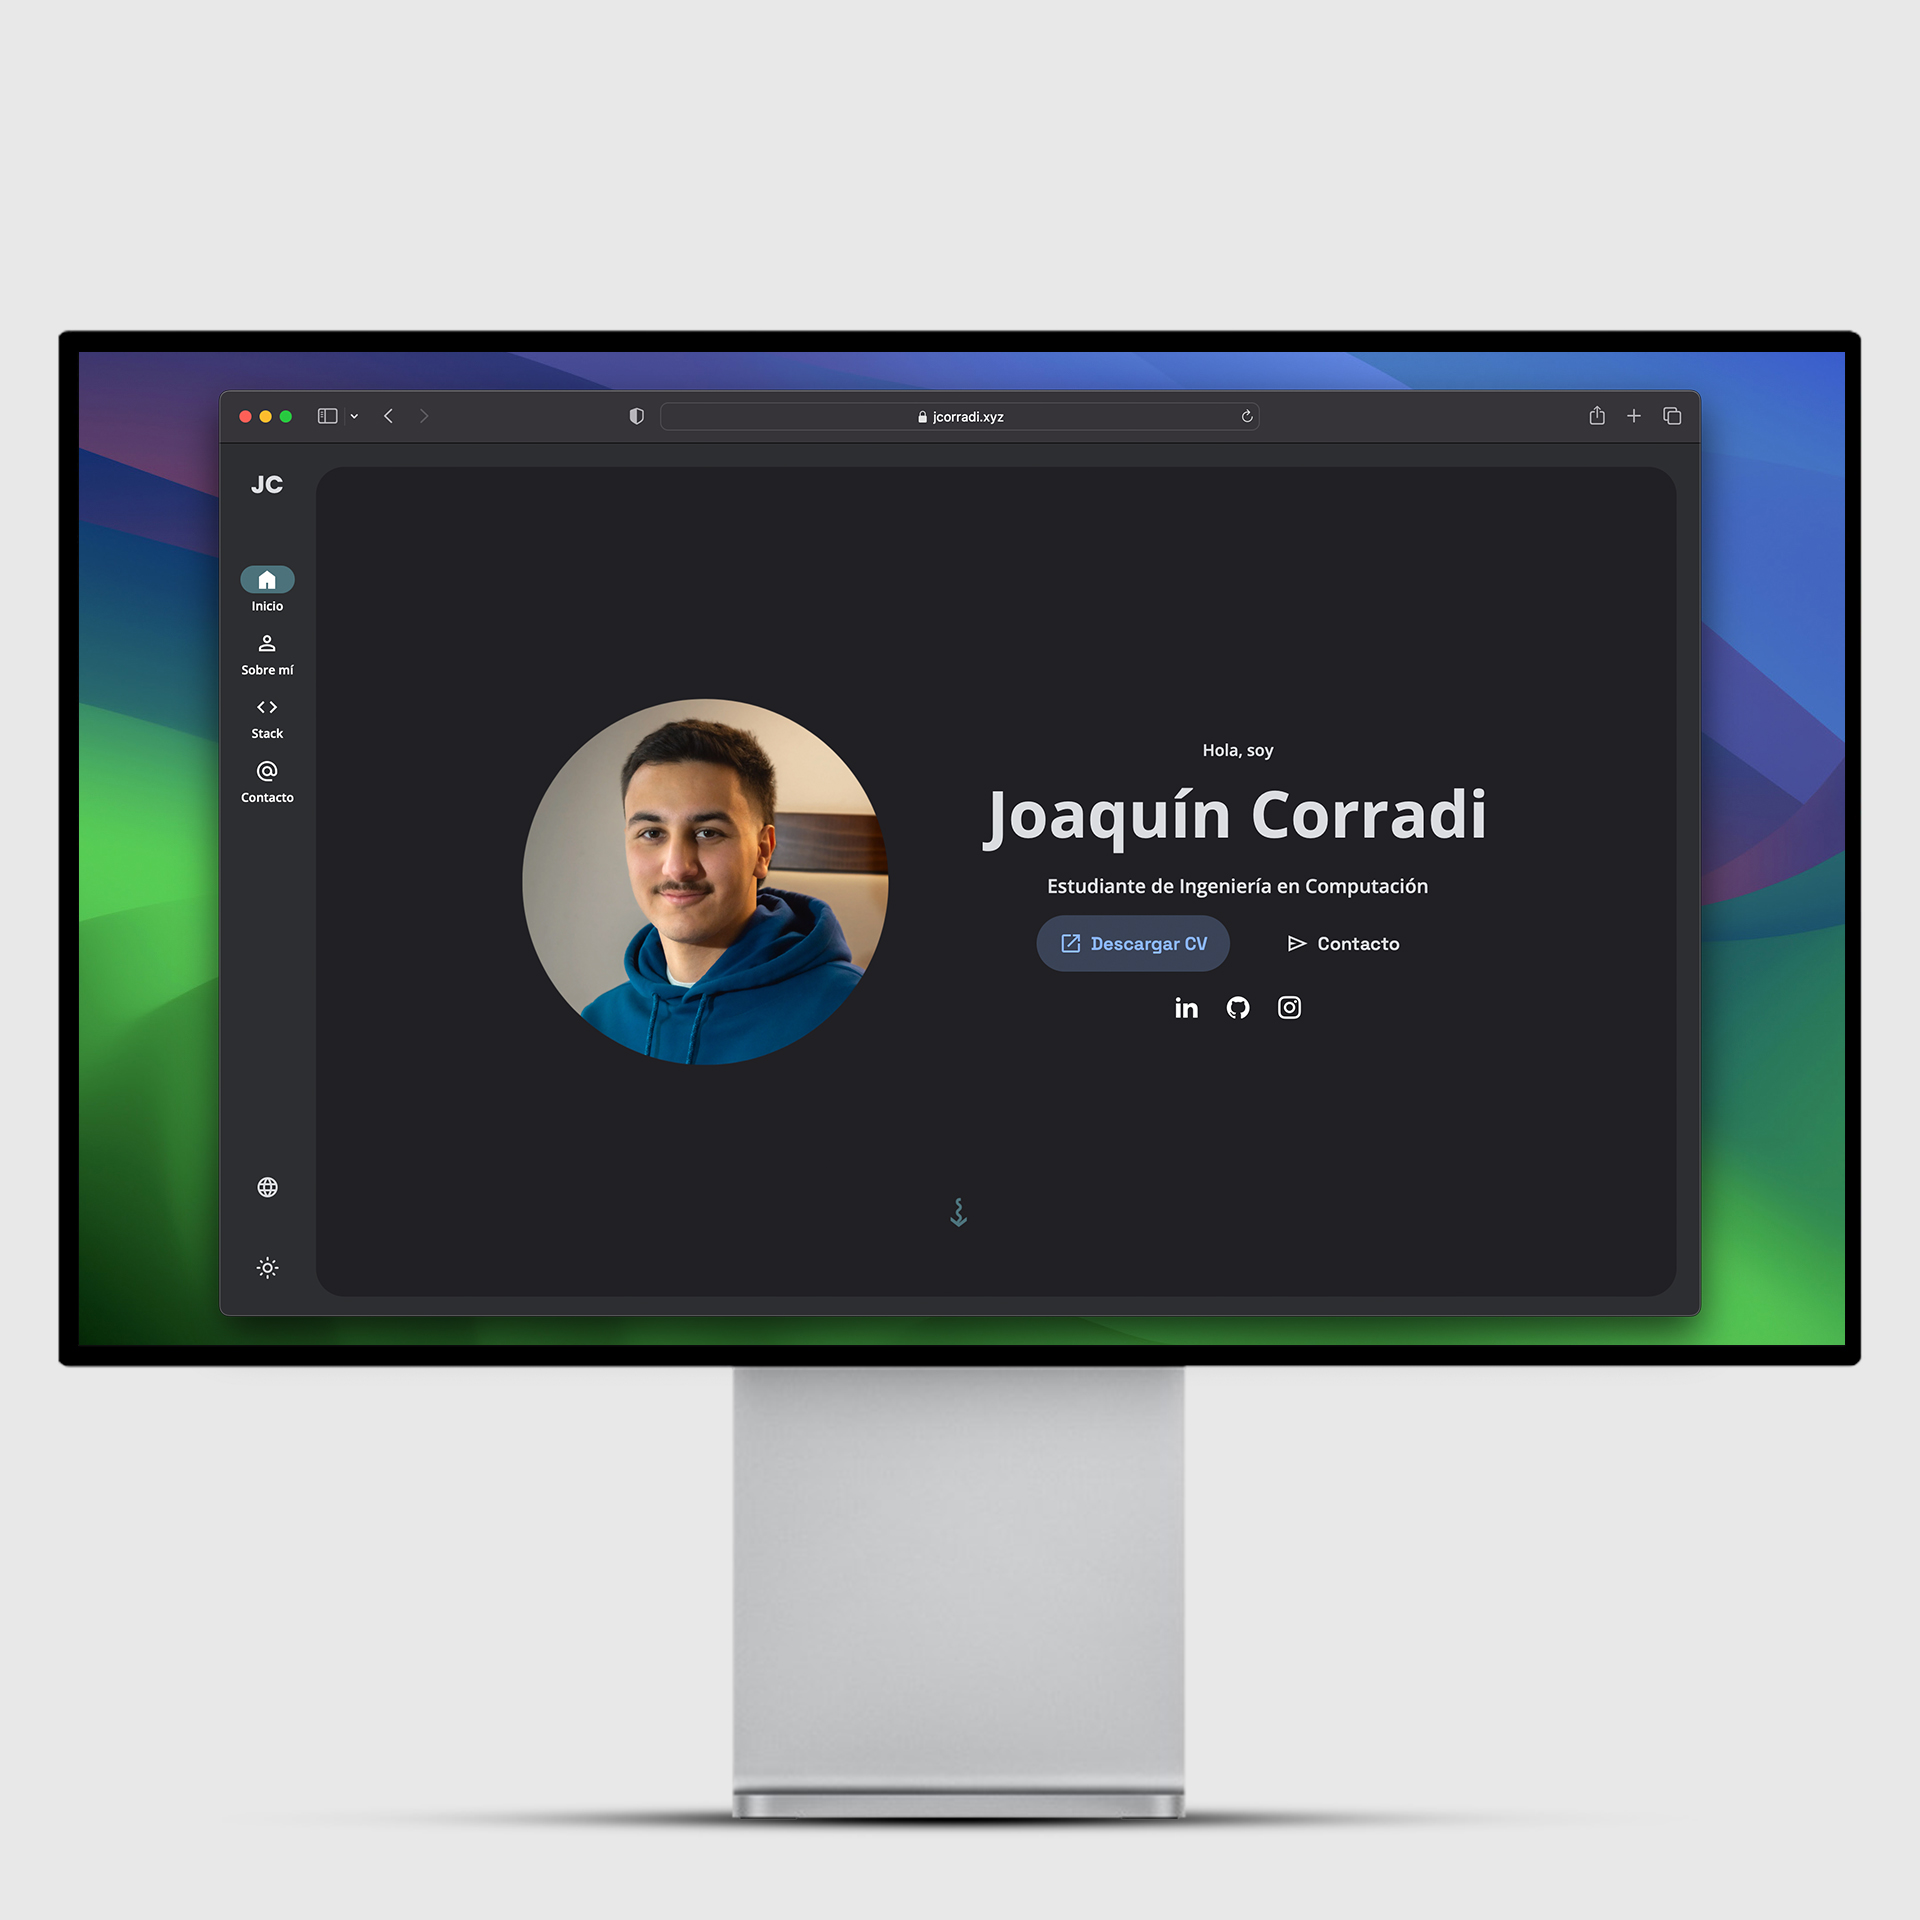 jcorradi.xyz
JC
Inicio
Sobre mí
Stack
Contacto
Hola, soy
Joaquín Corradi
Estudiante de Ingeniería en Computación
Descargar CV
Contacto
in